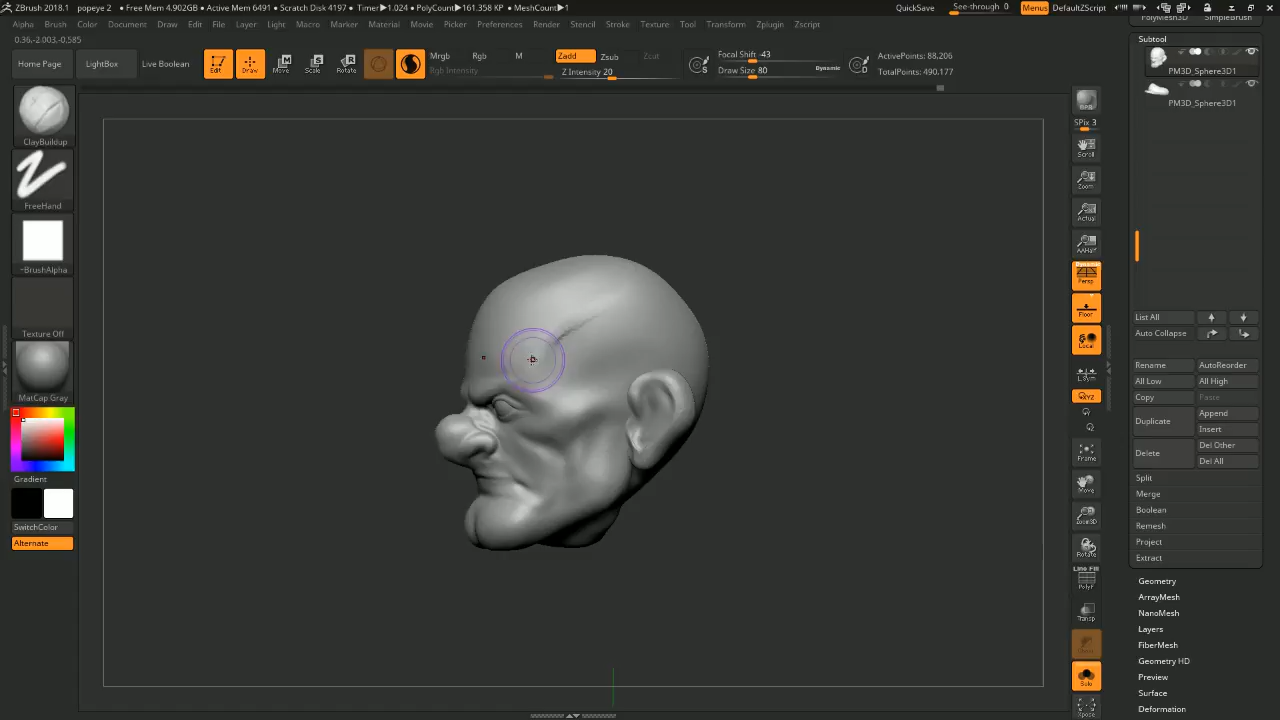 ZBrush 2018.1 popeye 2 • Free Mem 4.902GB • Active Mem 6491 • Scratch Disk 4197 • Timer▶1.024 • PolyCount▶161.358 KP • MeshCount▶1 QuickSave See-through 0 Menus DefaultZScript
Alpha Brush Color Document Draw Edit File Layer Light Macro Marker Material Movie Picker Preferences Render Stencil Stroke Texture Tool Transform Zplugin Zscript
0.36,-2.003,-0.585
Home Page LightBox Live Boolean Edit Draw Move Scale Rotate
Mrgb Rgb M Zadd Zsub Zcut
Rgb Intensity Z Intensity 20
Focal Shift -43
Draw Size 80 Dynamic
S D
ActivePoints: 88,206
TotalPoints: 490.177
ClayBuildup
FreeHand
~BrushAlpha
Texture Off
MatCap Gray
Gradient
SwitchColor
Alternate
BPR
SPix 3
Scroll
Zoom
Actual
AAHalf
Dynamic
Persp
Floor
Local
L.Sym
XYZ
Frame
Move
Zoom3D
Rotate
Line Fill
PolyF
Transp
Solo
Xpose
PolyMesh3D SimpleBrush
Subtool
PM3D_Sphere3D1
PM3D_Sphere3D1
List All
Auto Collapse
Rename AutoReorder
All Low All High
Copy Paste
Duplicate Append
Insert
Delete Del Other
Del All
Split
Merge
Boolean
Remesh
Project
Extract
Geometry
ArrayMesh
NanoMesh
Layers
FiberMesh
Geometry HD
Preview
Surface
Deformation